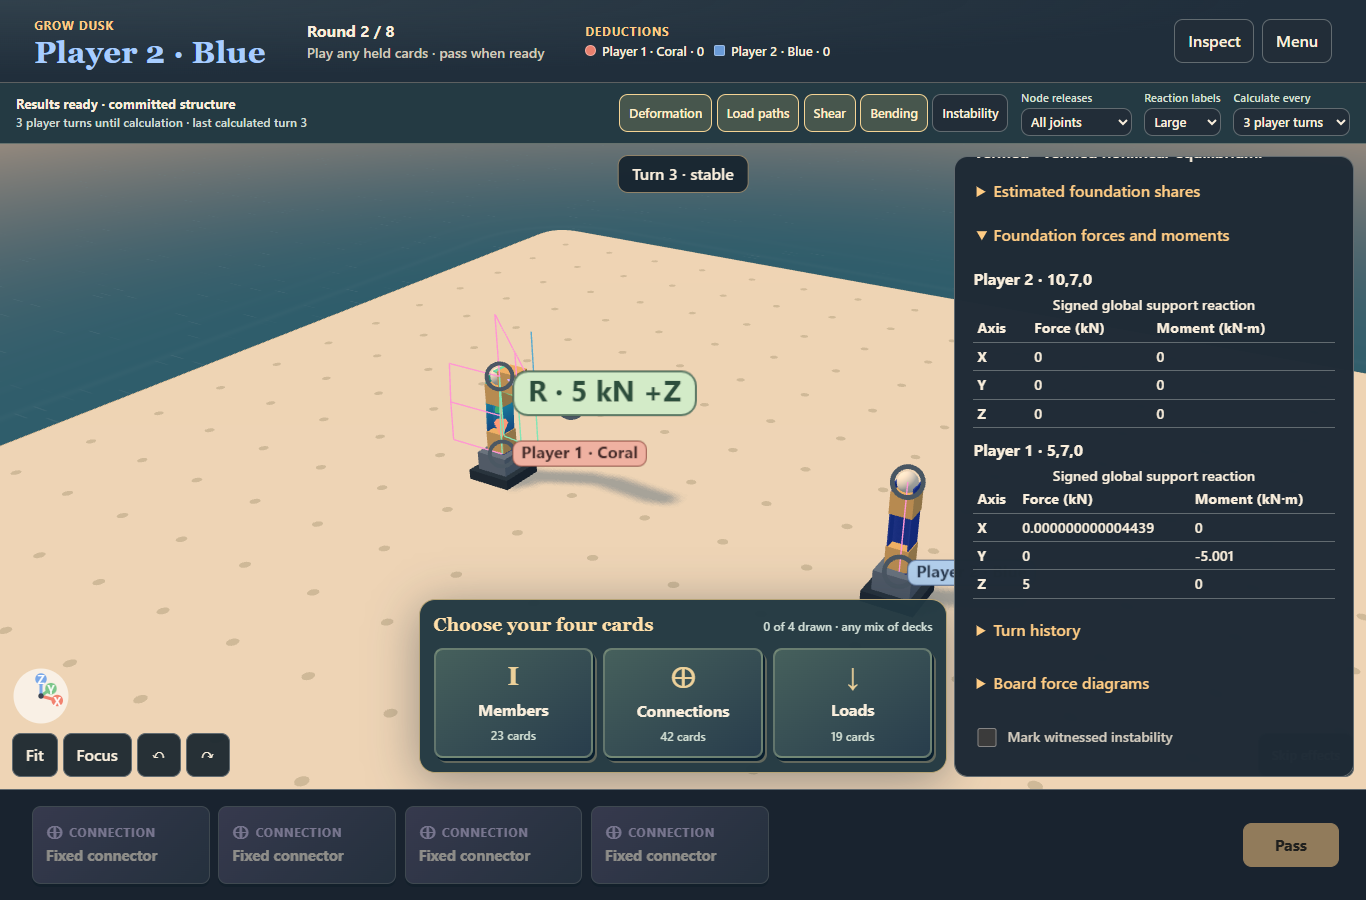 GROW DUSK
Player 2 · Blue
Round 2 / 8
Play any held cards · pass when ready
DEDUCTIONS
Player 1 · Coral · 0
Player 2 · Blue · 0
Inspect
Menu
Results ready · committed structure
3 player turns until calculation · last calculated turn 3
Deformation
Load paths
Shear
Bending
Instability
Node releases
All joints
Reaction labels
Large
Calculate every
3 player turns
Turn 3 · stable
R · 5 kN +Z
Player 1 · Coral
Playe
Estimated foundation shares
Foundation forces and moments
Player 2 · 10,7,0
Signed global support reaction
Axis Force (kN) Moment (kN·m)
X 0 0
Y 0 0
Z 0 0
Player 1 · 5,7,0
Signed global support reaction
Axis Force (kN) Moment (kN·m)
X 0.000000000004439 0
Y 0 -5.001
Z 5 0
Turn history
Board force diagrams
Mark witnessed instability
Choose your four cards
0 of 4 drawn · any mix of decks
Members
23 cards
Connections
42 cards
Loads
19 cards
Z
Y
X
Fit
Focus
CONNECTION
Fixed connector
CONNECTION
Fixed connector
CONNECTION
Fixed connector
CONNECTION
Fixed connector
Pass